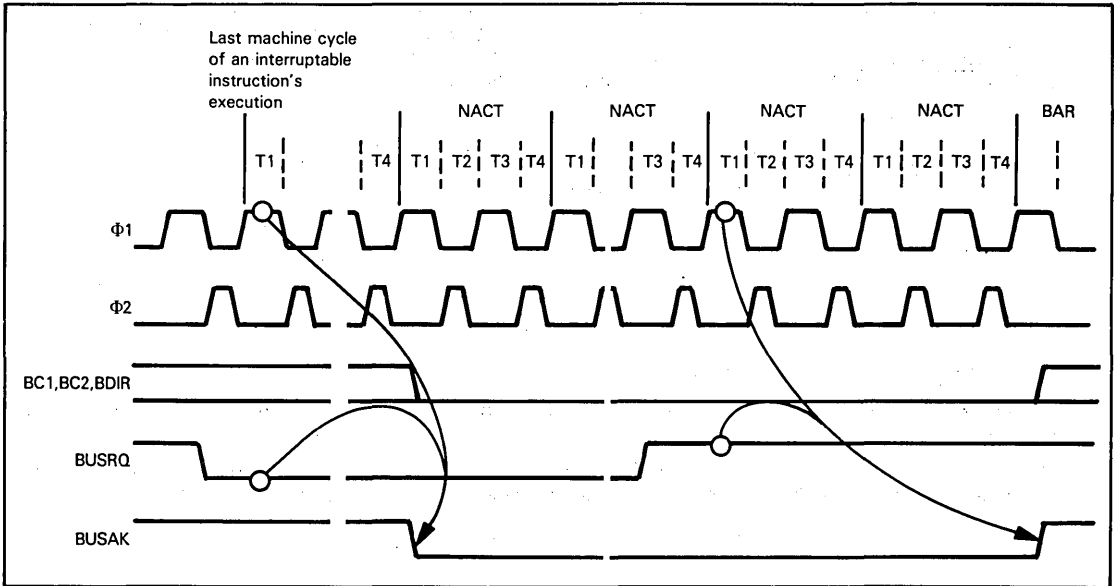 Last machine cycle
of an interruptable
instruction's
execution
NACT NACT NACT NACT BAR
T1 T4 T1 T2 T3 T4 T1 T3 T4 T1 T2 T3 T4 T1 T2 T3 T4
Φ1
Φ2
BC1,BC2,BDIR
BUSRQ
BUSAK